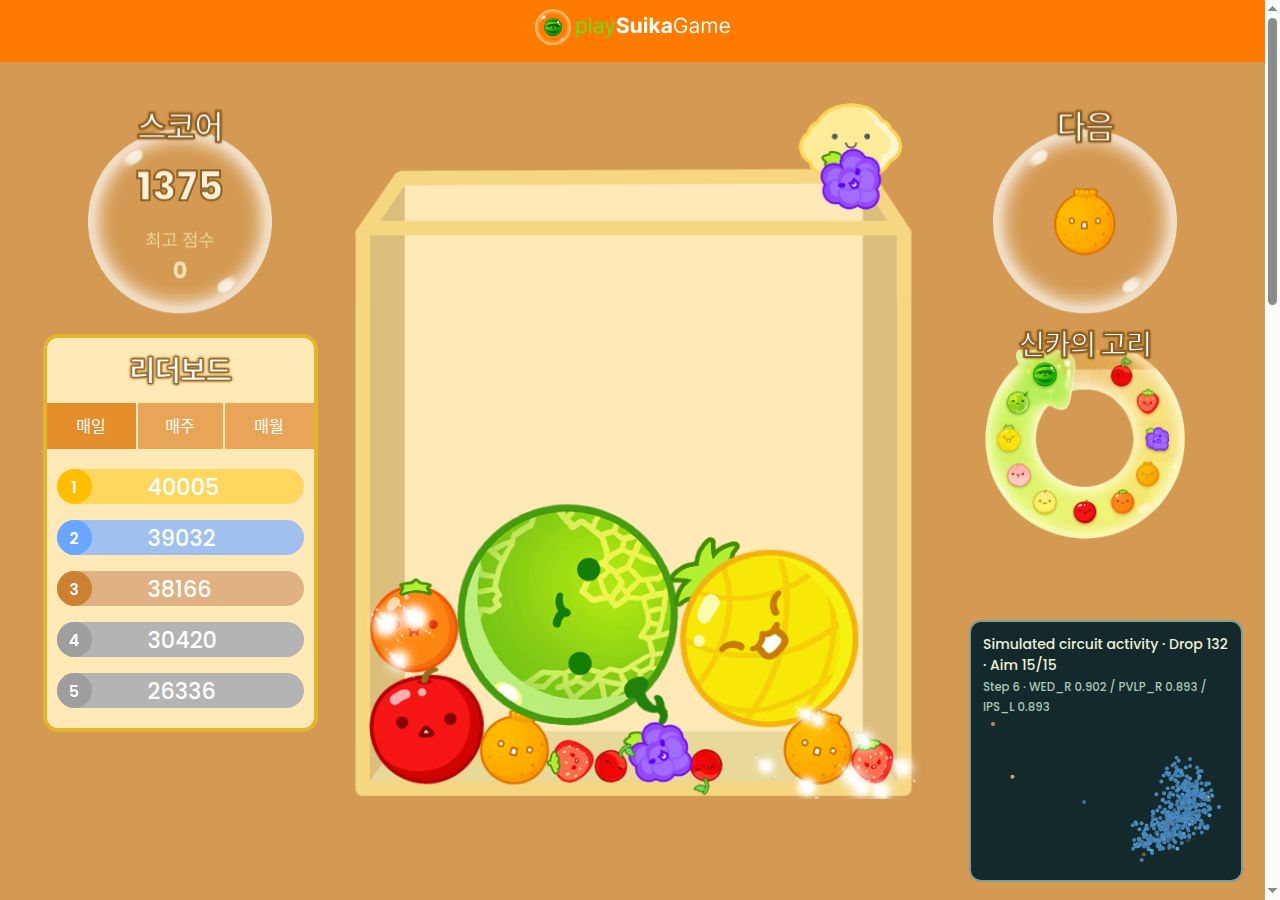 playSuikaGame
스코어
1375
최고 점수
0
다음
신카의 고리
리더보드
매일 매주 매월
1 40005
2 39032
3 38166
4 30420
5 26336
Simulated circuit activity · Drop 132
· Aim 15/15
Step 6 · WED_R 0.902 / PVLP_R 0.893 /
IPS_L 0.893